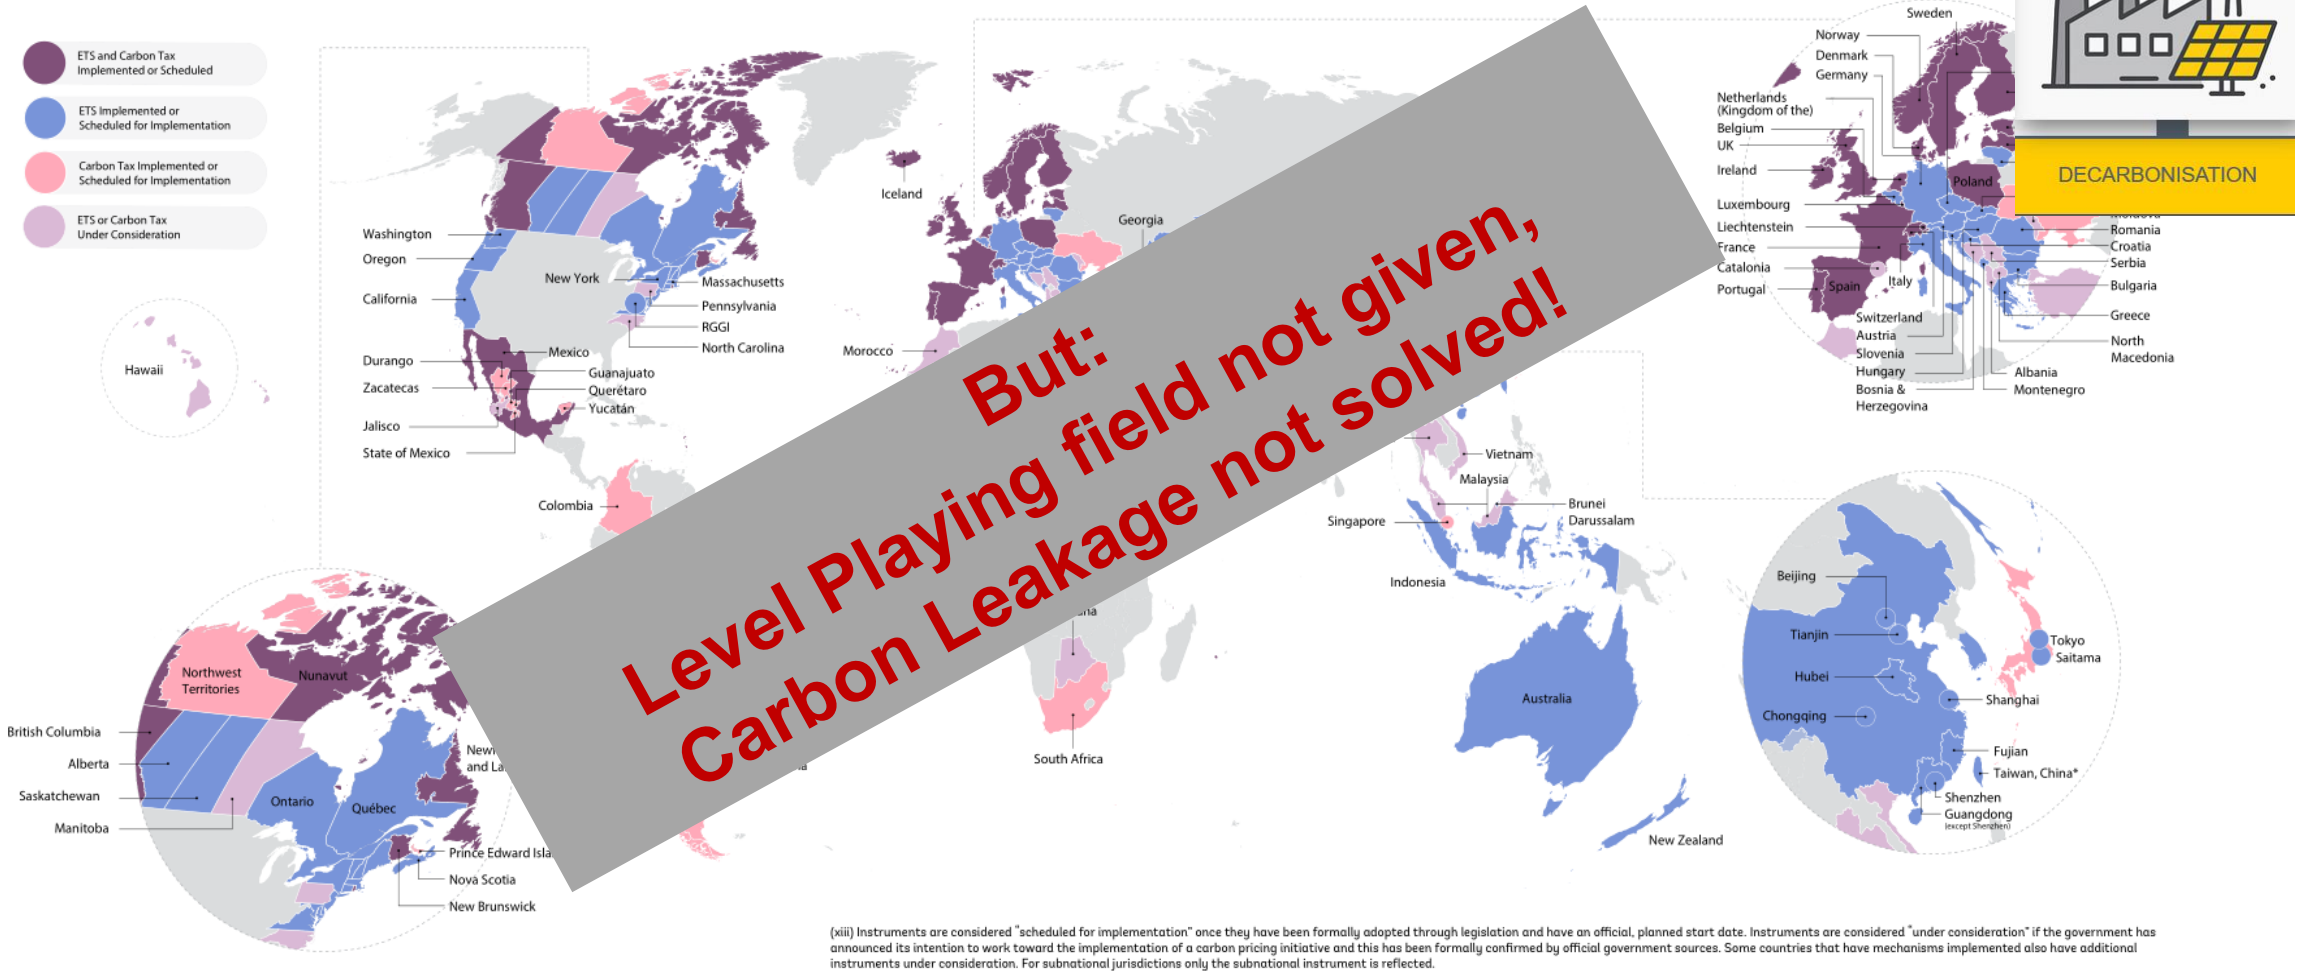 ETS and Carbon Tax
Implemented or Scheduled
ETS Implemented or
Scheduled for Implementation
Carbon Tax Implemented or
Scheduled for Implementation
ETS or Carbon Tax
Under Consideration
Hawaii
Washington
Oregon
California
New York
Massachusetts
Pennsylvania
RGGI
North Carolina
Durango
Zacatecas
Jalisco
State of Mexico
Mexico
Guanajuato
Querétaro
Yucatán
Colombia
Iceland
Georgia
Morocco
But:
Level Playing field not given,
Carbon Leakage not solved!
South Africa
Vietnam
Malaysia
Singapore
Brunei
Darussalam
Indonesia
Australia
New Zealand
Sweden
Norway
Denmark
Germany
Netherlands
(Kingdom of the)
Belgium
UK
Ireland
Luxembourg
Liechtenstein
France
Catalonia
Portugal
Poland
Spain
Italy
Switzerland
Austria
Slovenia
Hungary
Bosnia &
Herzegovina
DECARBONISATION
Romania
Croatia
Serbia
Bulgaria
Greece
North
Macedonia
Albania
Montenegro
Northwest
Territories
Nunavut
British Columbia
Alberta
Saskatchewan
Manitoba
Ontario
Québec
and
Prince Edward
Nova Scotia
New Brunswick
Beijing
Tianjin
Hubei
Chongqing
Tokyo
Saitama
Shanghai
Fujian
Taiwan, China*
Shenzhen
Guangdong
(except Shenzhen)
(xiii) Instruments are considered "scheduled for implementation" once they have been formally adopted through legislation and have an official, planned start date. Instruments are considered "under consideration" if the government has
announced its intention to work toward the implementation of a carbon pricing initiative and this has been formally confirmed by official government sources. Some countries that have mechanisms implemented also have additional
instruments under consideration. For subnational jurisdictions only the subnational instrument is reflected.